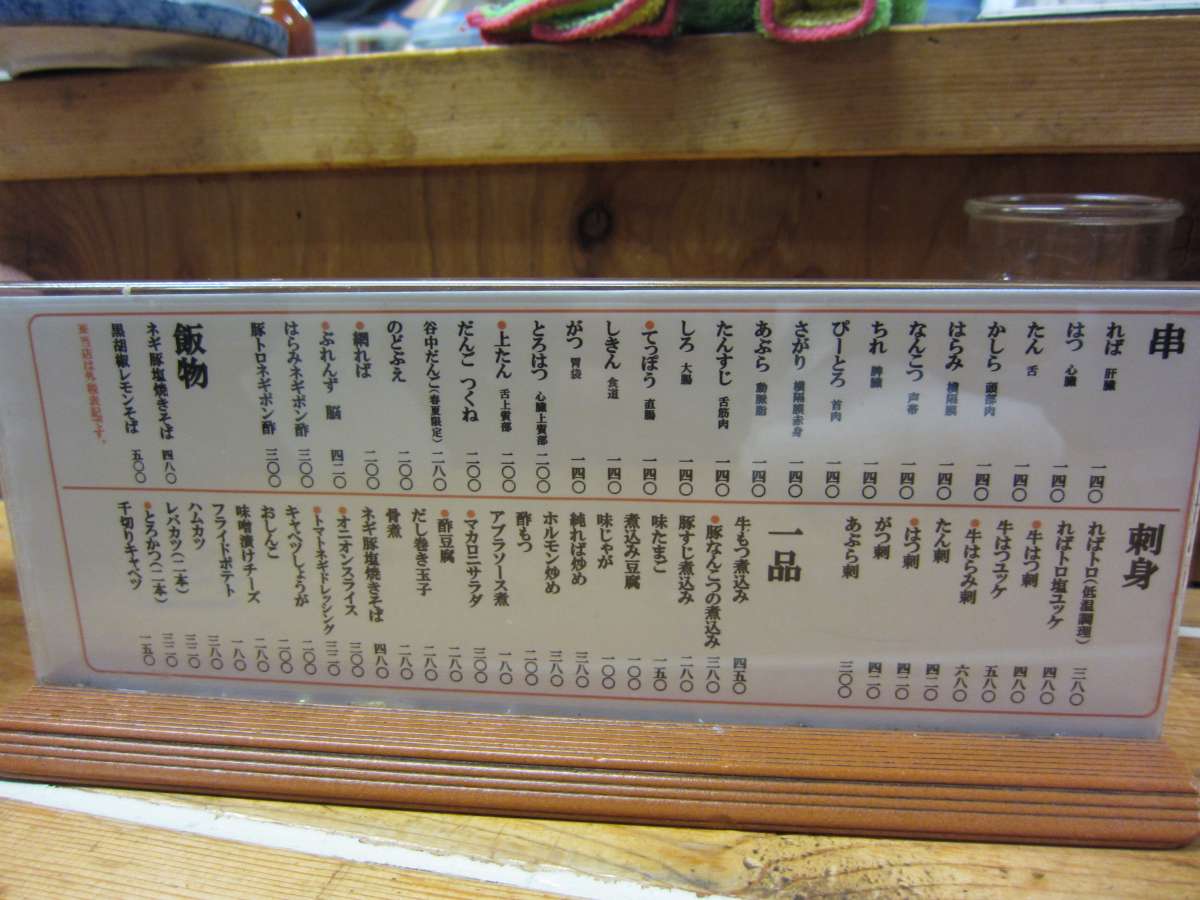 串
れば 肝臓 一四〇
はつ 心臓 一四〇
たん 舌 一四〇
かしら 頭部肉 一四〇
はらみ 横隔膜 一四〇
なんこつ 声帯 一四〇
ちれ 脾臓 一四〇
ぴーとろ 首肉 一四〇
さがり 横隔膜赤身 一四〇
あぶら 動脈脂 一四〇
たんすじ 舌筋肉 一四〇
しろ 大腸 一四〇
●てっぽう 直腸 一四〇
しきん 食道 一四〇
がつ 胃袋 一四〇
とろはつ 心臓上質部 二〇〇
●上たん 舌上質部 二〇〇
だんご つくね 二〇〇
谷中だんご(春夏限定) 二八〇
のどぶえ 二〇〇
●網れば 二〇〇
●ぶれんず 脳 四二〇
はらみネギポン酢 三〇〇
豚トロネギポン酢 三〇〇
飯物
ネギ豚塩焼きそば 四八〇
黒胡椒レモンそば 五〇〇
※当店は外税表記です。
刺身
ればトロ(低温調理) 三八〇
ればトロ塩ユッケ 四八〇
●牛はつ刺 四八〇
牛はつユッケ 五八〇
●牛はらみ刺 六八〇
たん刺 四二〇
●はつ刺 四二〇
がつ刺 四二〇
あぶら刺 三〇〇
一品
牛もつ煮込み 四五〇
●豚なんこつの煮込み 三八〇
豚すじ煮込み 二八〇
味たまご 一五〇
煮込み豆腐 一〇〇
味じゃが 一〇〇
純れば炒め 三八〇
ホルモン炒め 三八〇
酢もつ 二〇〇
アブラソース煮 一八〇
●マカロニサラダ 三〇〇
●酢豆腐 二八〇
だし巻き玉子 二八〇
骨煮 二八〇
ネギ豚塩焼きそば 四八〇
●オニオンスライス 三〇〇
●トマトネギドレッシング 三二〇
キャベツしょうが 二〇〇
おしんこ 二〇〇
味噌漬けチーズ 二八〇
フライドポテト 一八〇
ハムカツ 三八〇
レバカツ(二本) 三二〇
●とろかつ(二本) 三二〇
千切りキャベツ 一五〇